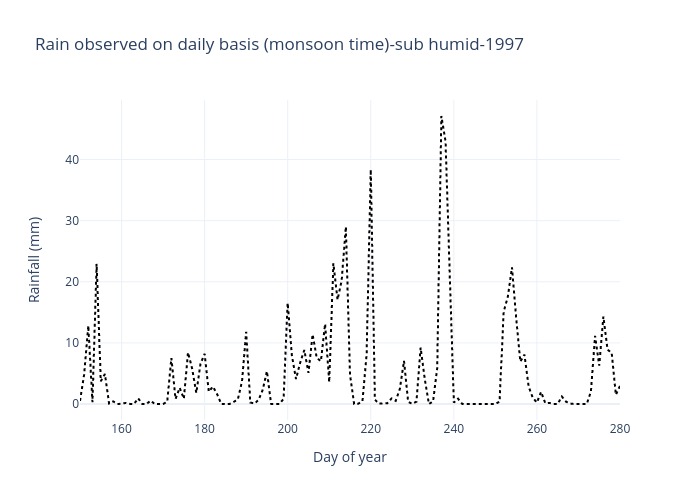 Rain observed on daily basis (monsoon time)-sub humid-1997
Rainfall (mm)
40
30
20
10
0
160 180 200 220 240 260 280
Day of year